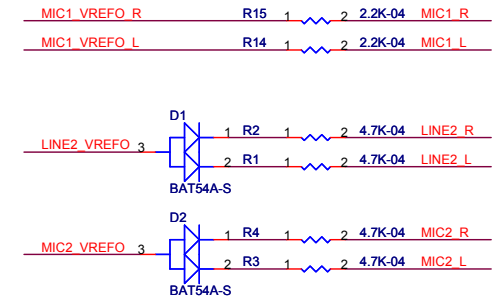 MIC1_VREFO_R R15 1 2 2.2K-04 MIC1_R
MIC1_VREFO_L R14 1 2 2.2K-04 MIC1_L
D1
1 R2 1 2 4.7K-04 LINE2_R
LINE2_VREFO 3
2 R1 1 2 4.7K-04 LINE2_L
BAT54A-S
D2
1 R4 1 2 4.7K-04 MIC2_R
MIC2_VREFO 3
2 R3 1 2 4.7K-04 MIC2_L
BAT54A-S